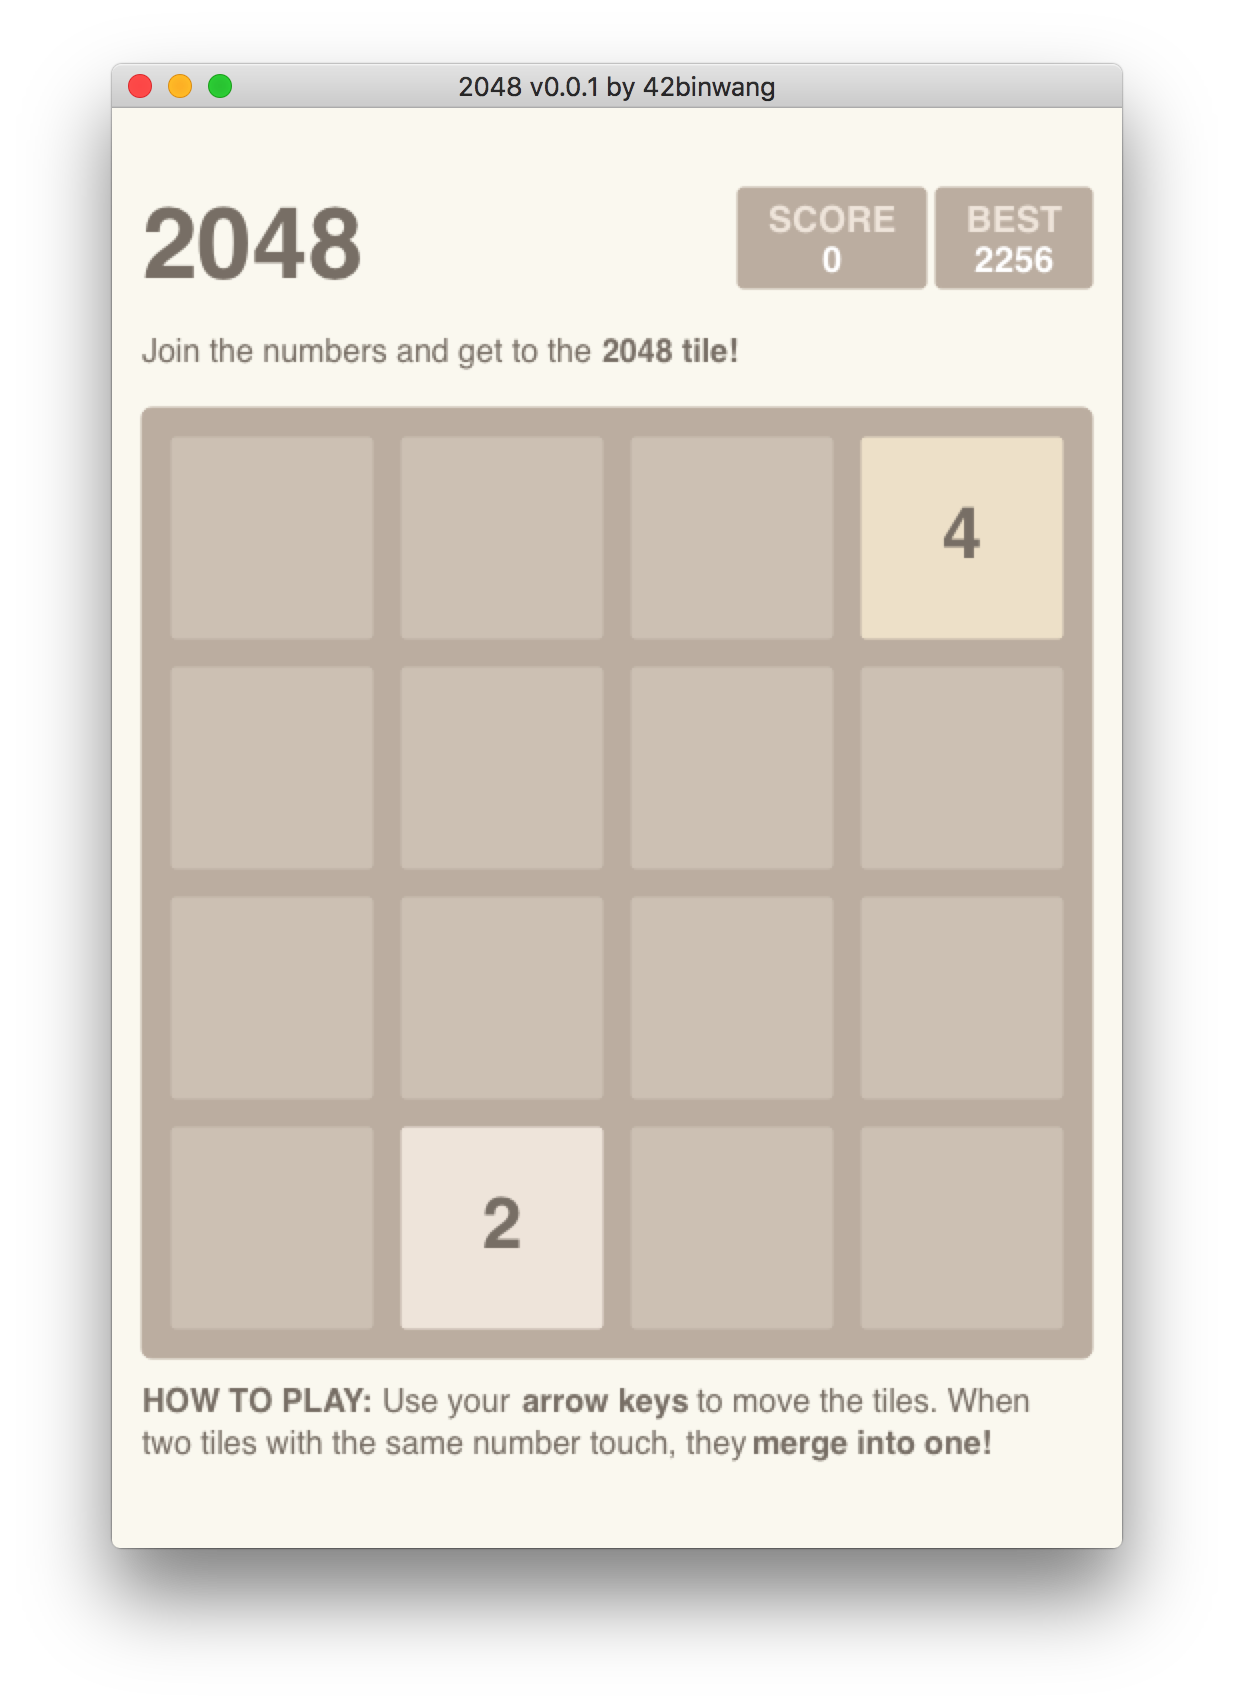 2048 v0.0.1 by 42binwang
2048
SCORE
0
BEST
2256
Join the numbers and get to the 2048 tile!
4
2
HOW TO PLAY: Use your arrow keys to move the tiles. When
two tiles with the same number touch, they merge into one!